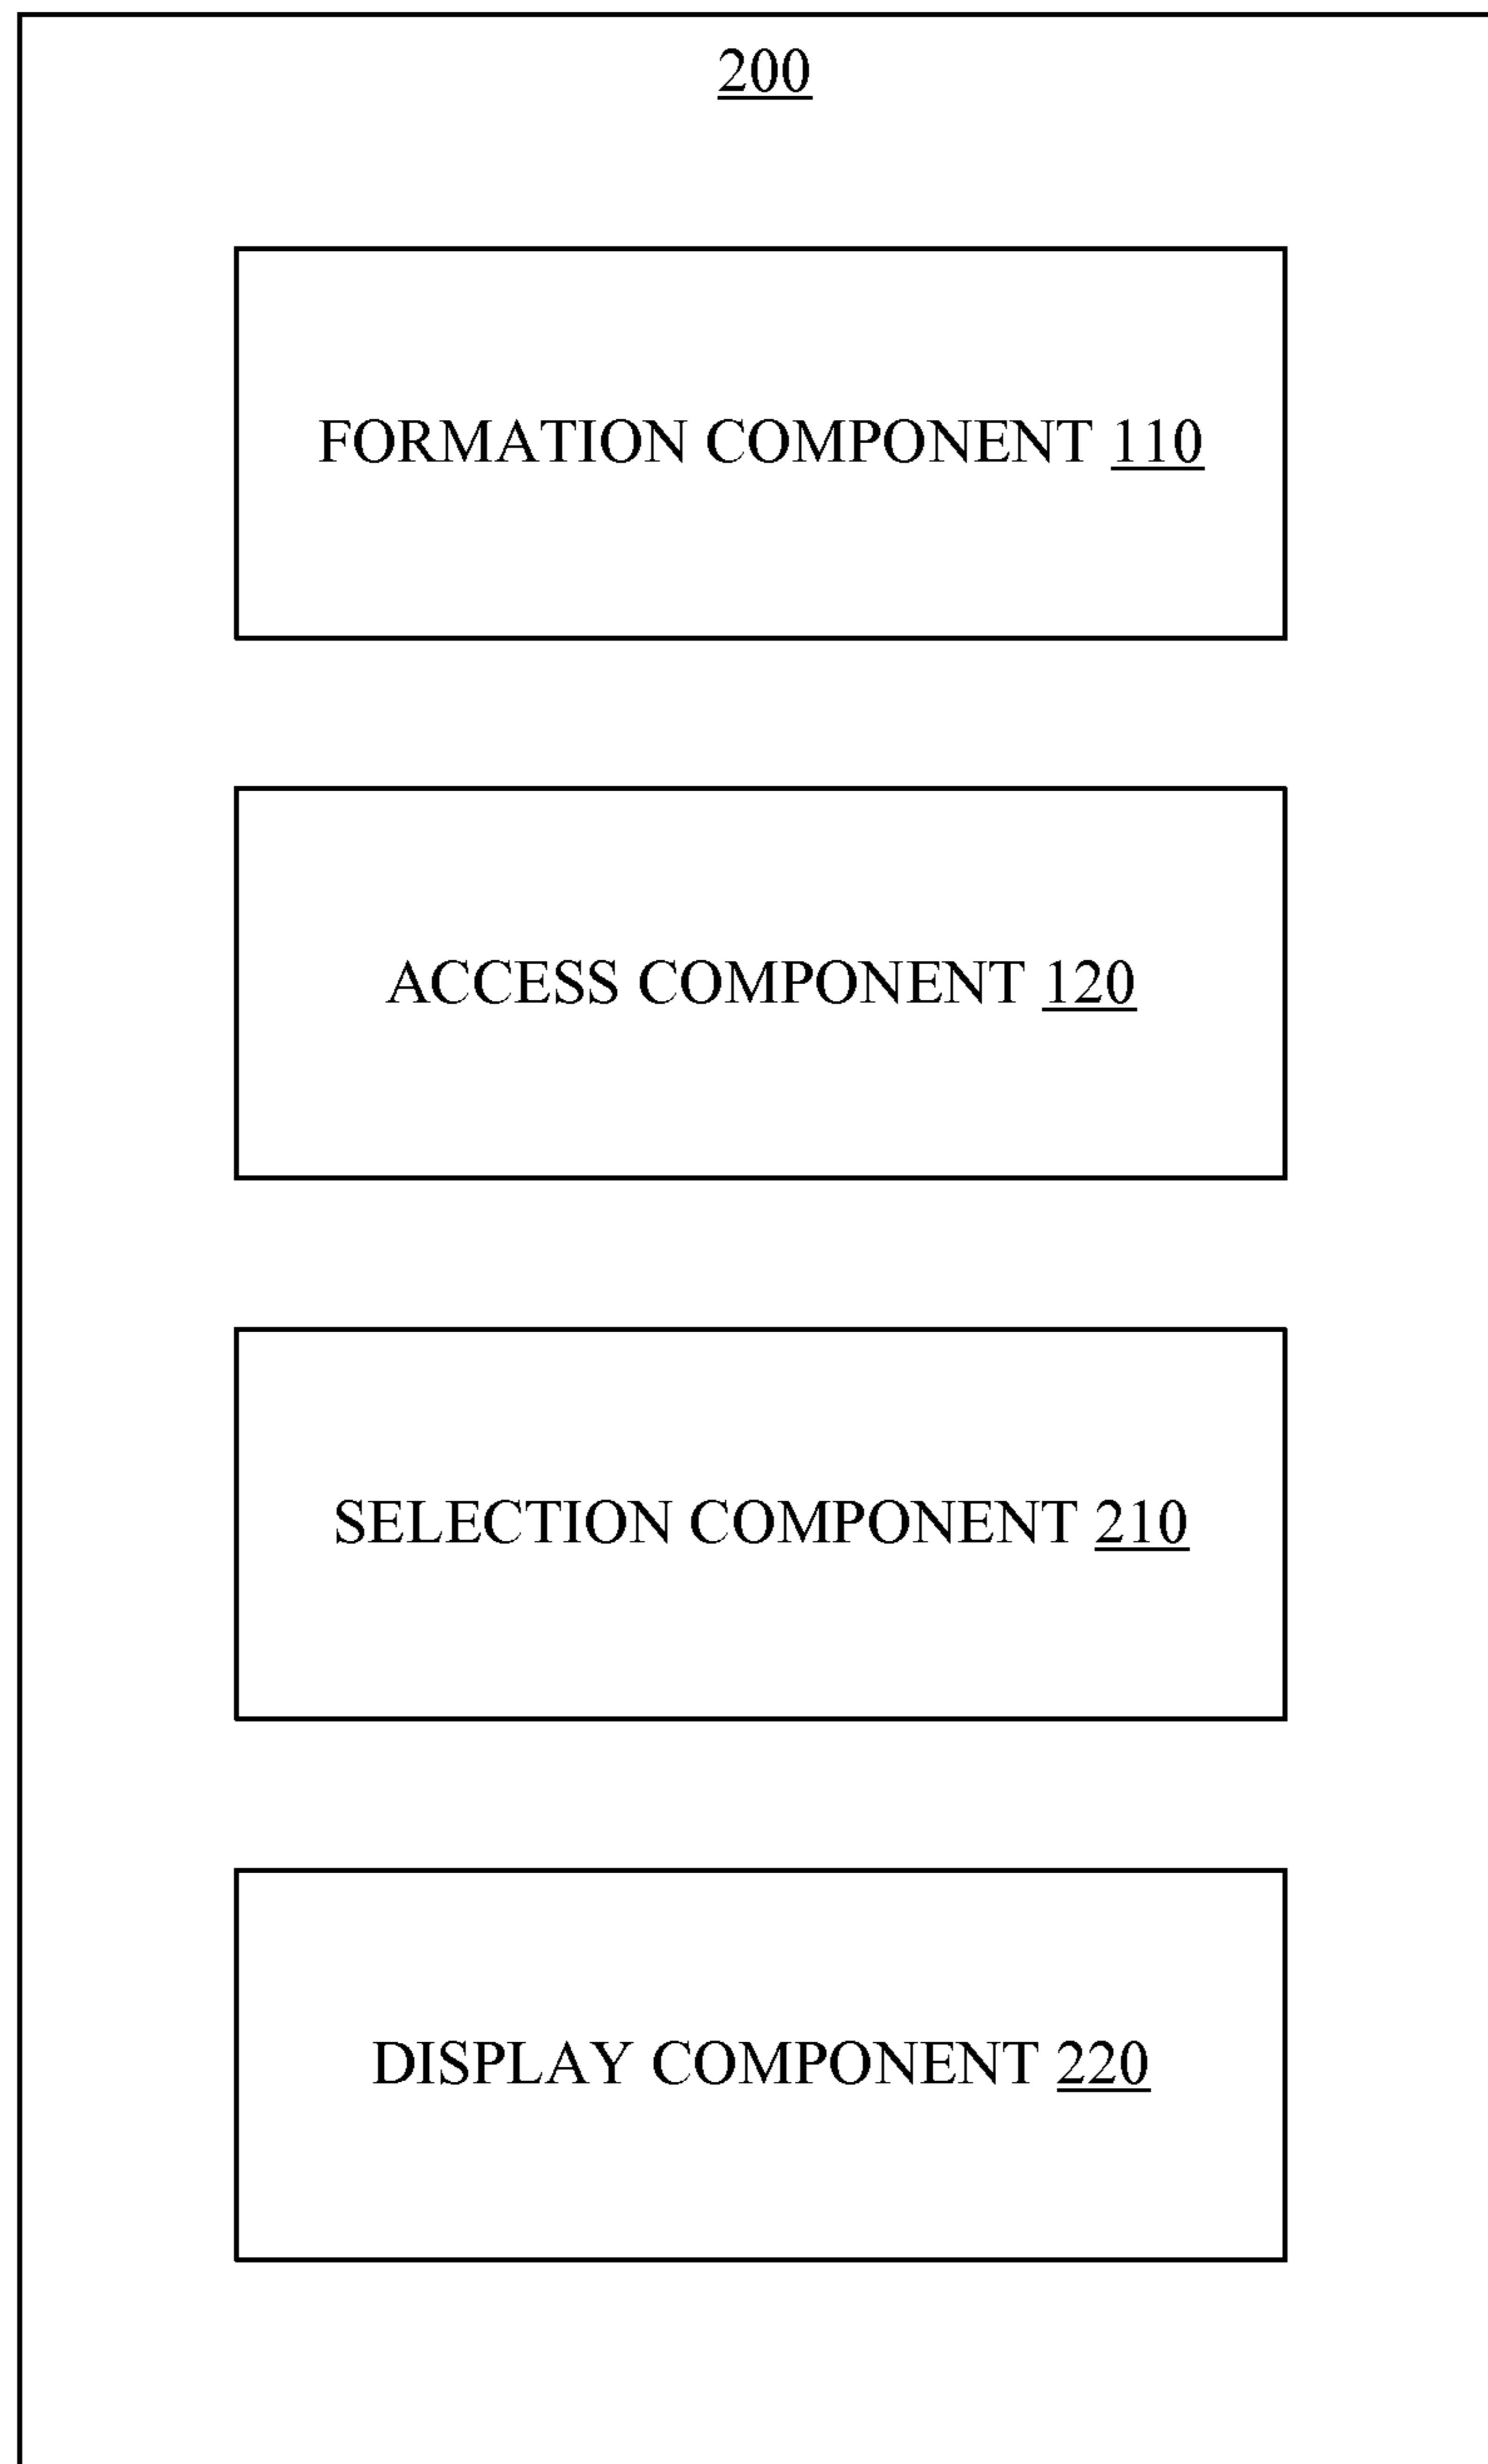 200
FORMATION COMPONENT 110
ACCESS COMPONENT 120
SELECTION COMPONENT 210
DISPLAY COMPONENT 220